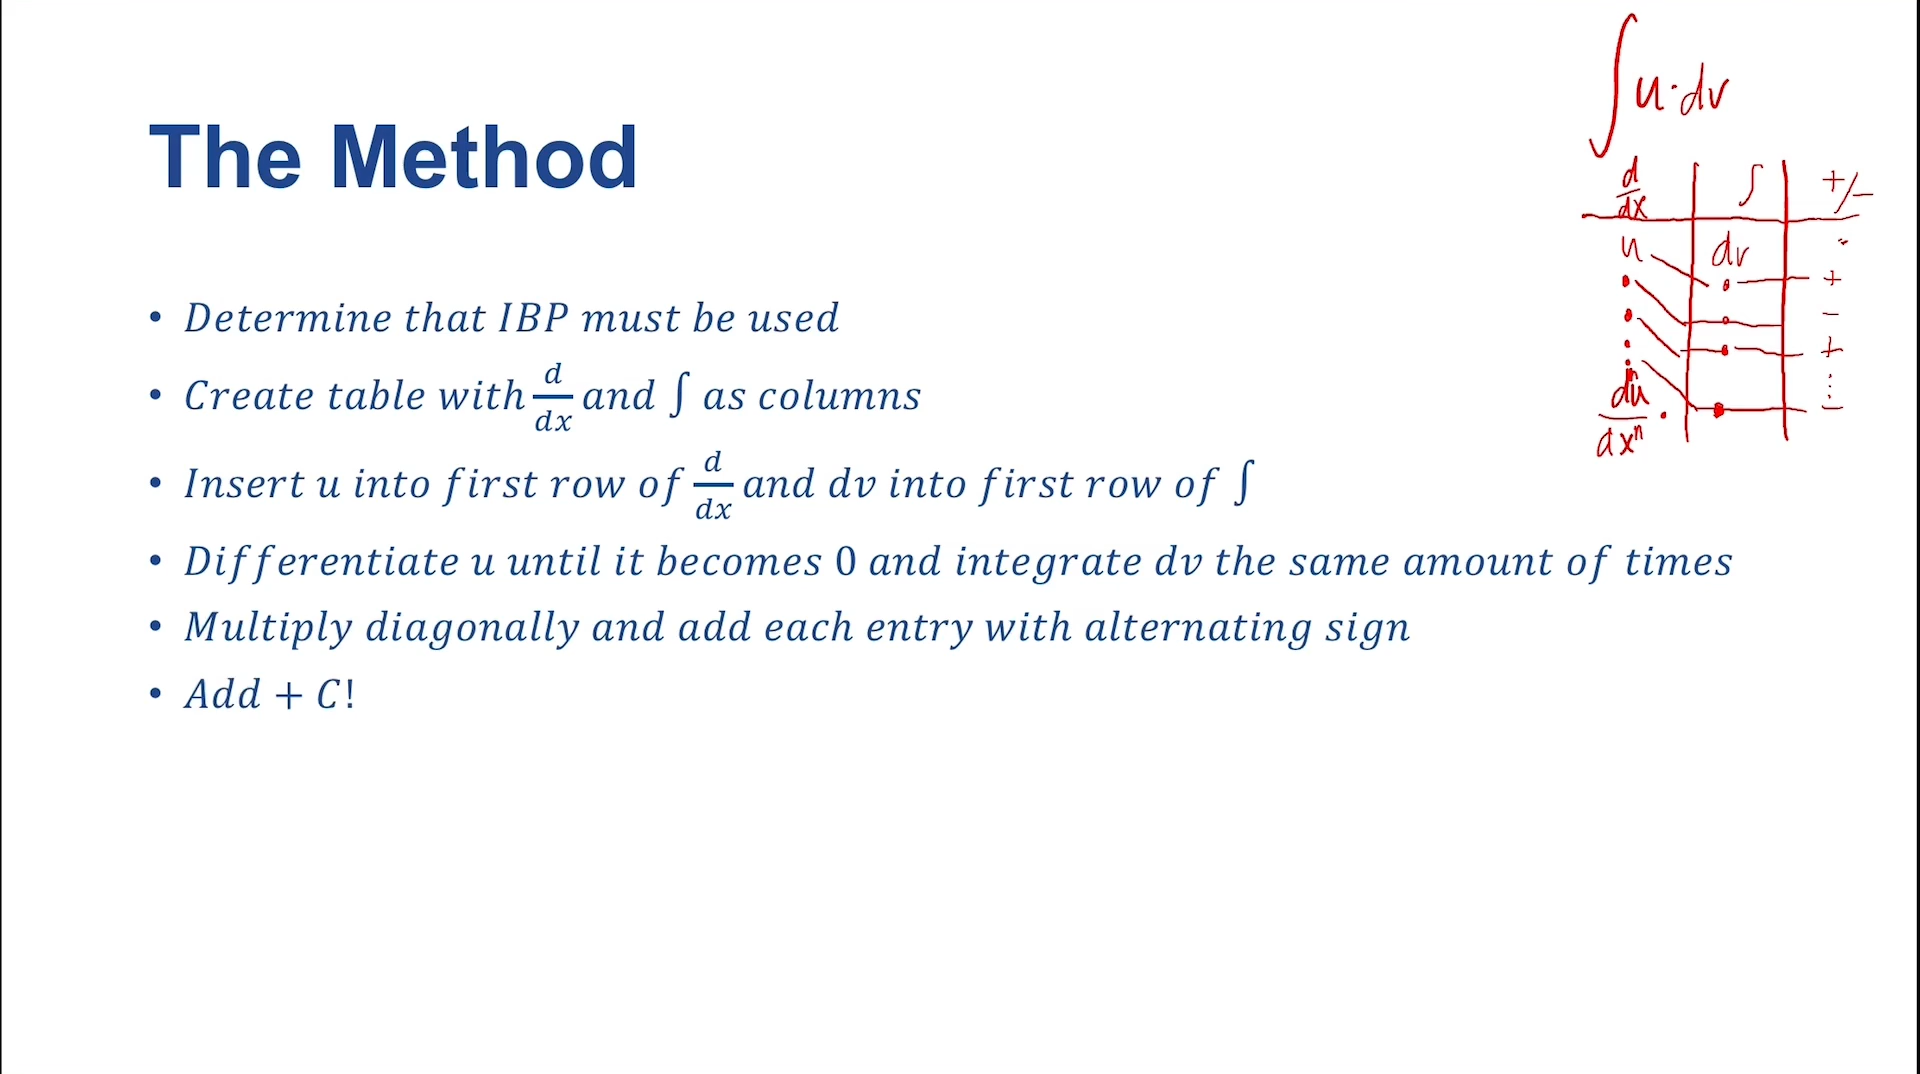 ∫ u · dv
The Method
d/dx ∫ +/-
u dv
+
-
+
⋮
dⁿu/dxⁿ -
• Determine that IBP must be used
• Create table with d/dx and ∫ as columns
• Insert u into first row of d/dx and dv into first row of ∫
• Differentiate u until it becomes 0 and integrate dv the same amount of times
• Multiply diagonally and add each entry with alternating sign
• Add + C!